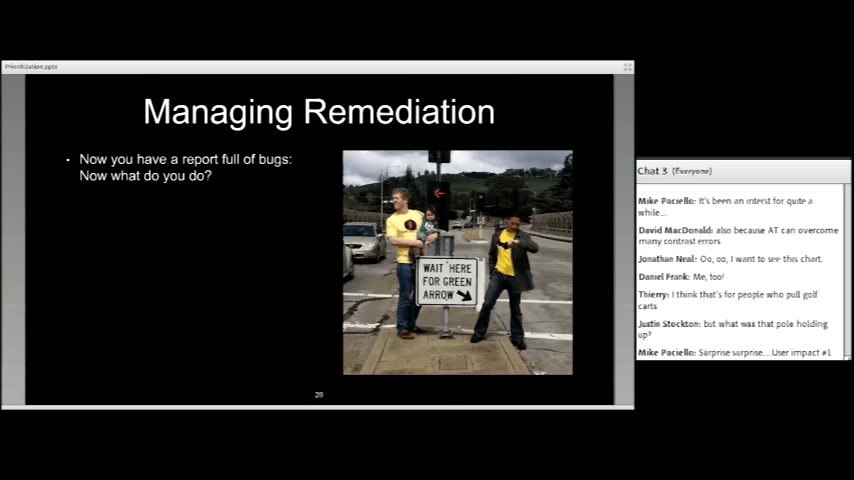 Prioritization.pptx
Managing Remediation
• Now you have a report full of bugs:
Now what do you do?
WAIT HERE
FOR GREEN
ARROW
28
Chat 3 (Everyone)
Mike Paciello: It's been an interst for quite a
while...
David MacDonald: also because AT can overcome
many contrast errors
Jonathan Neal: Oo, oo, I want to see this chart.
Daniel Frank: Me, too!
Thierry: I think that's for people who pull golf
carts
Justin Stockton: but what was that pole holding
up?
Mike Paciello: Surprise surprise....User impact #1